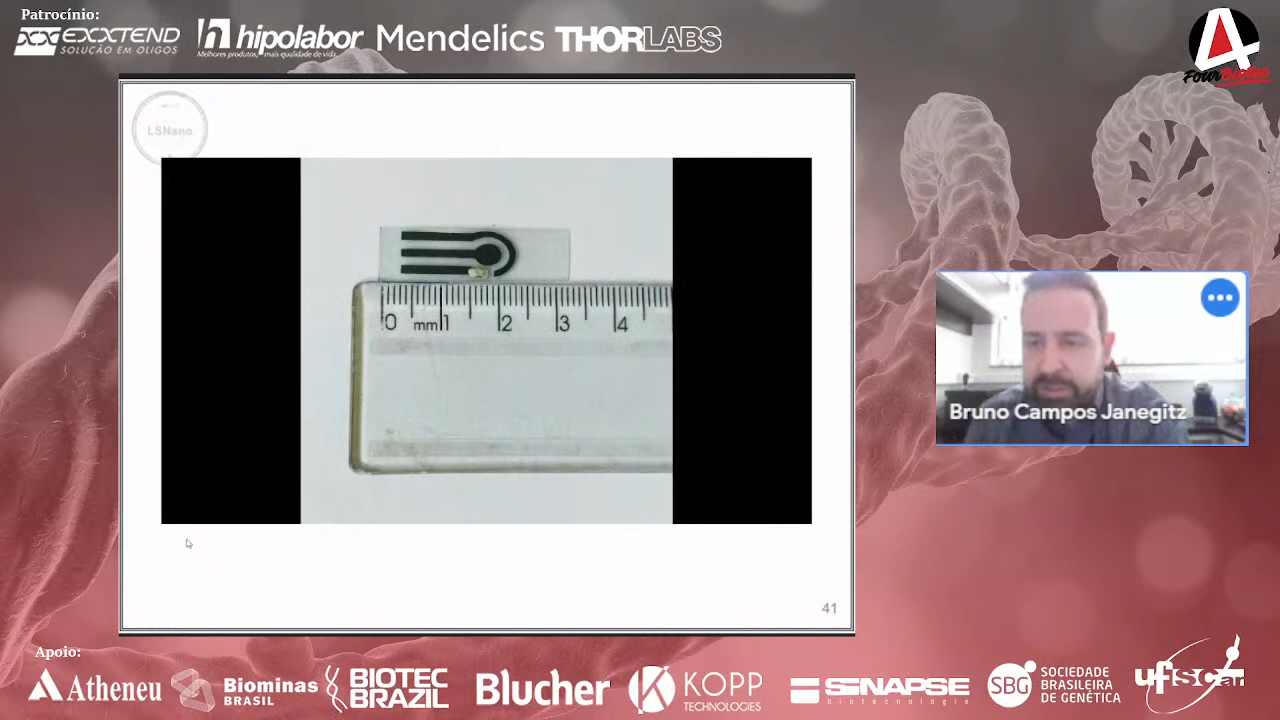 Patrocínio:
EXXTEND
SOLUÇÃO EM OLIGOS
hipolabor
Melhores produtos, mais qualidade de vida.
Mendelics
THORLABS
4
FourBiotec
LSNano
0 mm 1 2 3 4
Bruno Campos Janegitz
41
Apoio:
Atheneu
Biominas
BRASIL
BIOTEC
BRAZIL
Blucher
KOPP
TECHNOLOGIES
SINAPSE
biotecnologia
SBG
SOCIEDADE
BRASILEIRA
DE GENÉTICA
ufscar